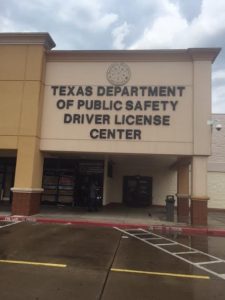 TEXAS DEPARTMENT
OF PUBLIC SAFETY
DRIVER LICENSE
CENTER